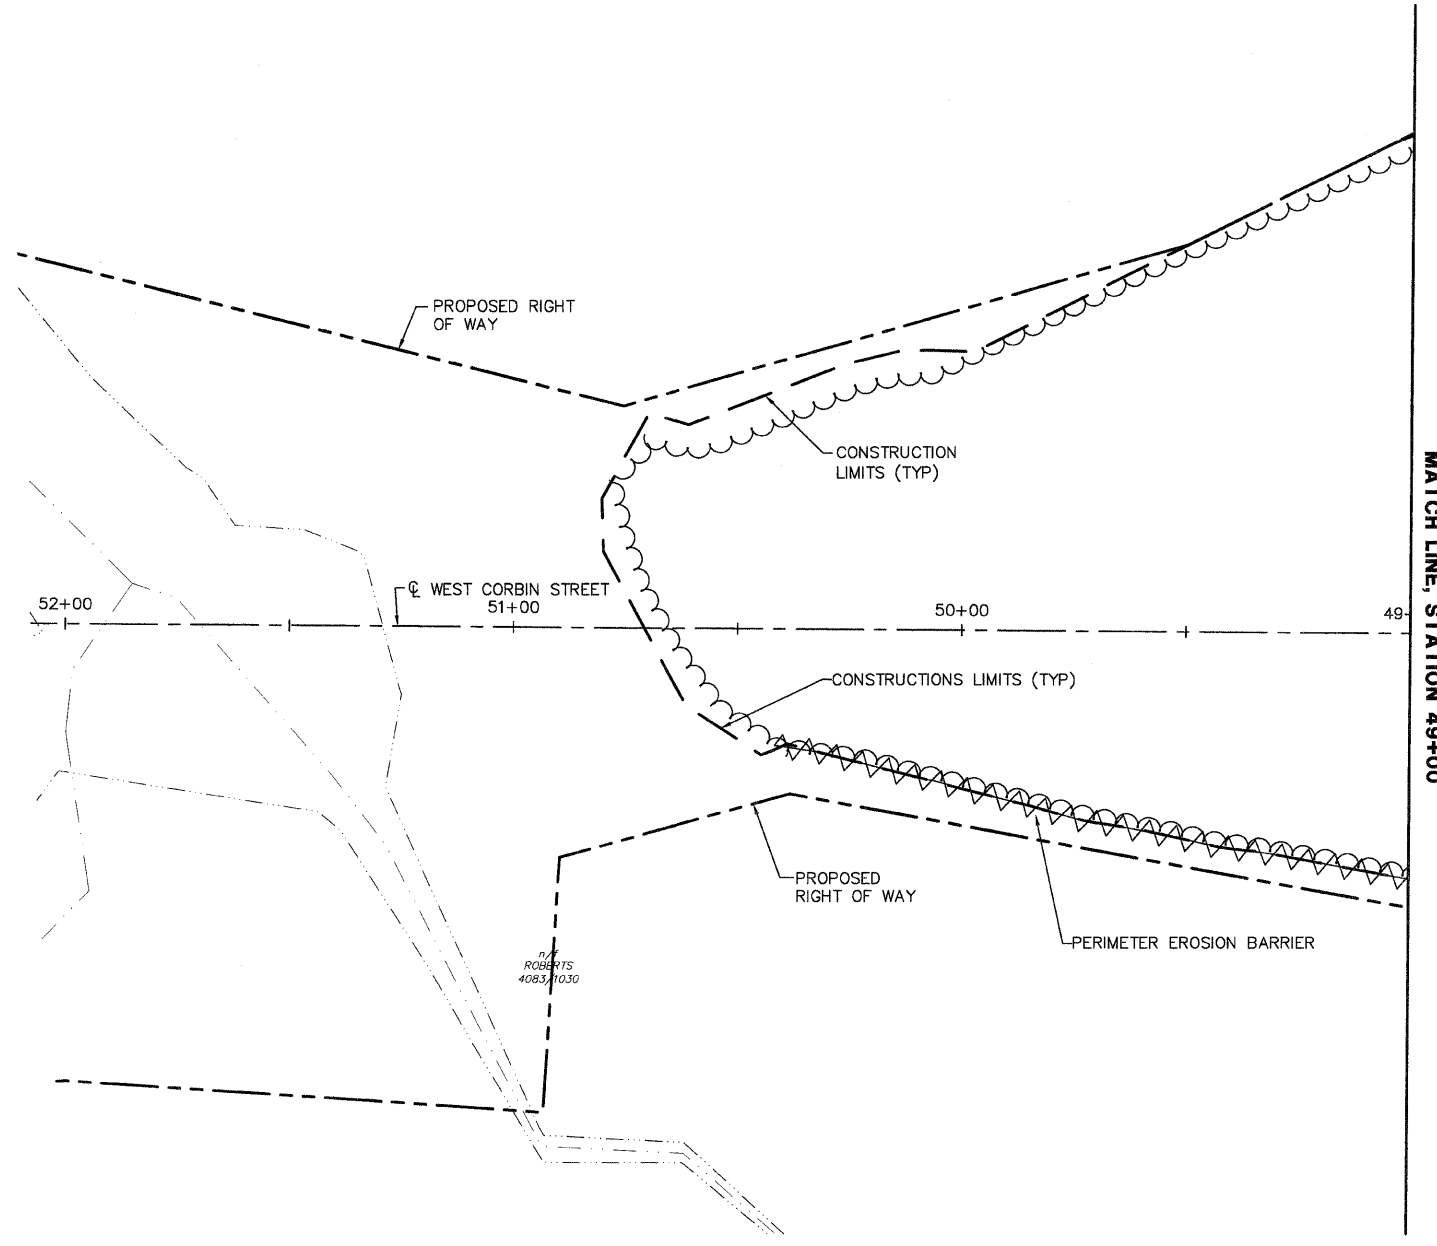 PROPOSED RIGHT
OF WAY
CONSTRUCTION
LIMITS (TYP)
℄ WEST CORBIN STREET
52+00
51+00
50+00
49
CONSTRUCTIONS LIMITS (TYP)
PROPOSED
RIGHT OF WAY
PERIMETER EROSION BARRIER
n/f
ROBERTS
4083/1030
MATCH LINE, STATION 49+00